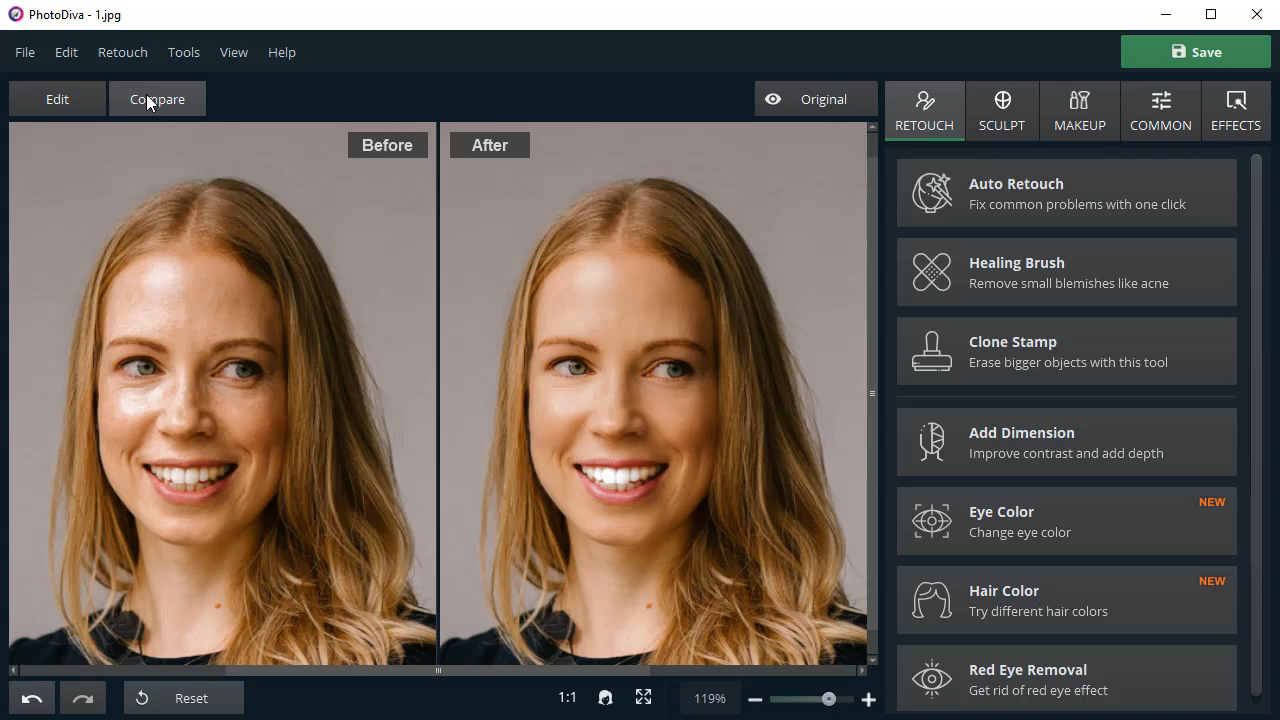 PhotoDiva - 1.jpg
File Edit Retouch Tools View Help
Save
Edit Compare Original
RETOUCH SCULPT MAKEUP COMMON EFFECTS
Before After
Auto Retouch
Fix common problems with one click
Healing Brush
Remove small blemishes like acne
Clone Stamp
Erase bigger objects with this tool
Add Dimension
Improve contrast and add depth
NEW
Eye Color
Change eye color
NEW
Hair Color
Try different hair colors
Red Eye Removal
Get rid of red eye effect
Reset 1:1 119%